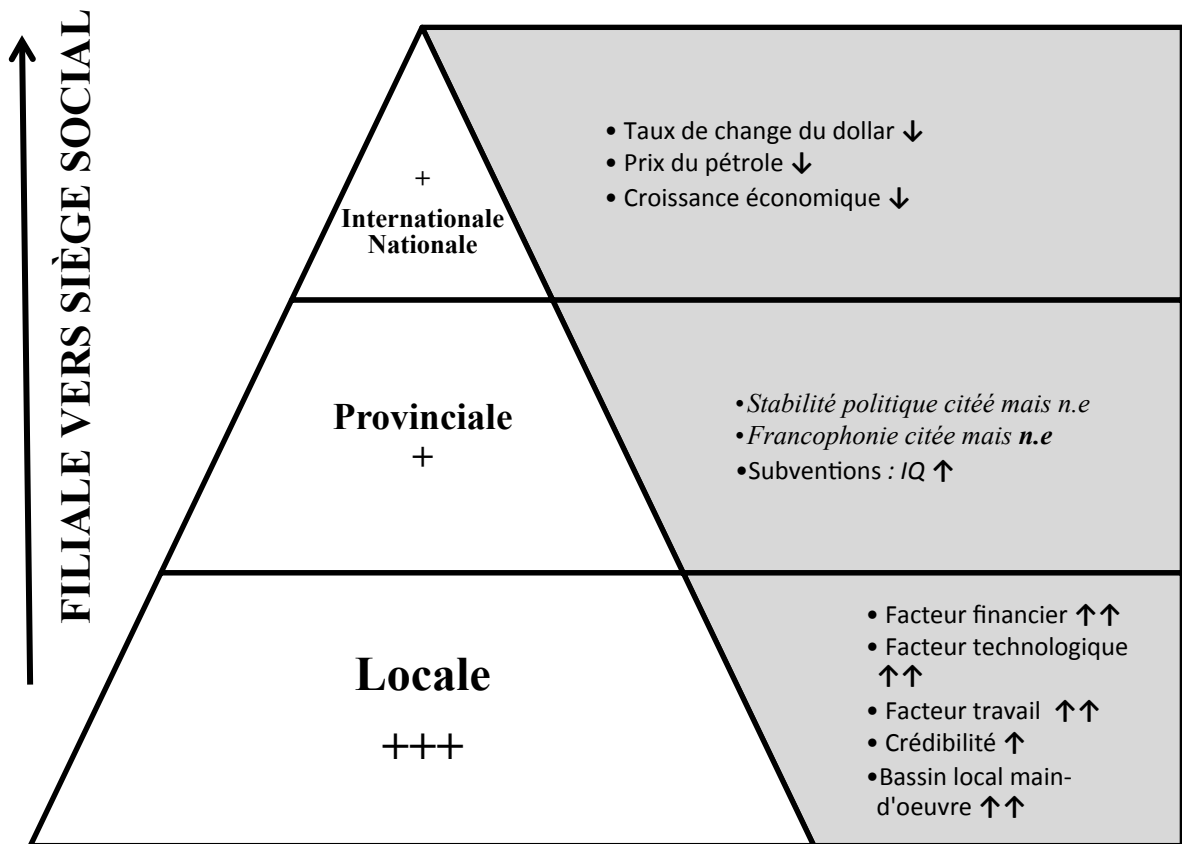 FILIALE VERS SIÈGE SOCIAL
+
Internationale
Nationale
• Taux de change du dollar ↓
• Prix du pétrole ↓
• Croissance économique ↓
Provinciale
+
•Stabilité politique citéé mais n.e
•Francophonie citée mais n.e
•Subventions : IQ ↑
Locale
+++
• Facteur financier ↑↑
• Facteur technologique
↑↑
• Facteur travail ↑↑
• Crédibilité ↑
•Bassin local main-
d'oeuvre ↑↑